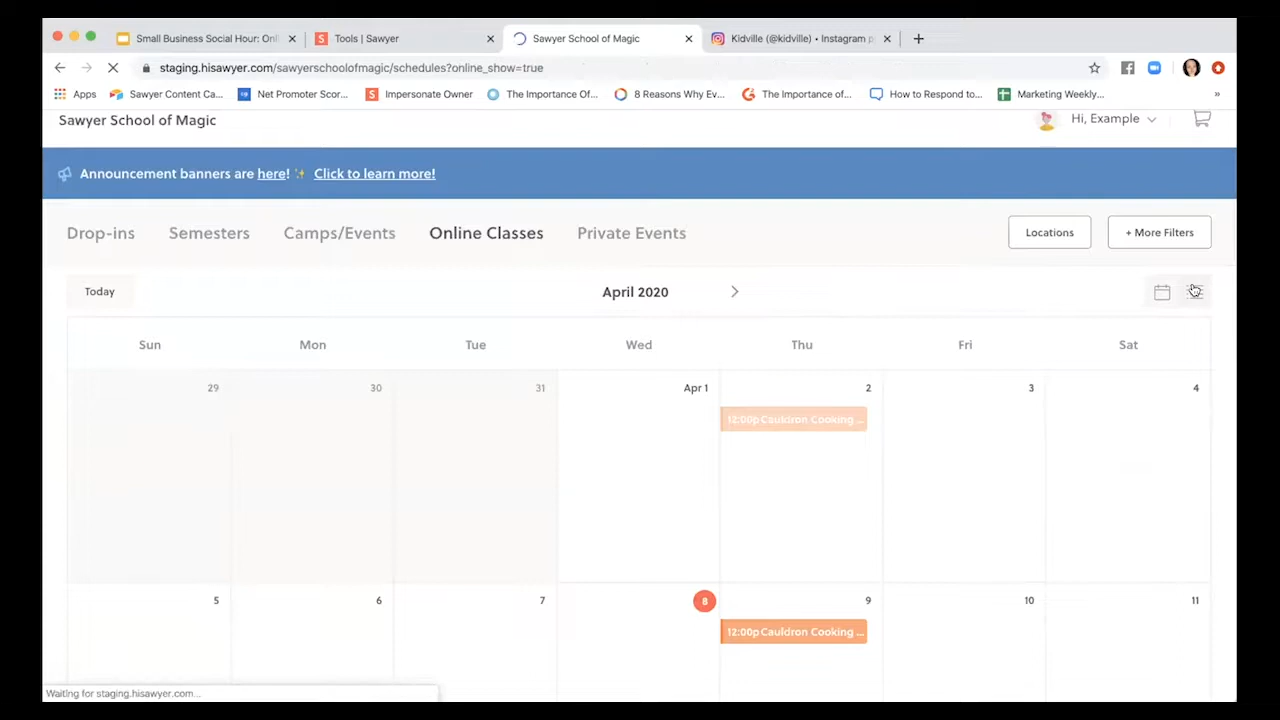 Small Business Social Hour: Onl
Tools | Sawyer
Sawyer School of Magic
Kidville (@kidville) • Instagram p
staging.hisawyer.com/sawyerschoolofmagic/schedules?online_show=true
Apps
Sawyer Content Ca...
Net Promoter Scor...
Impersonate Owner
The Importance Of...
8 Reasons Why Ev...
The Importance of...
How to Respond to...
Marketing Weekly...
»
Sawyer School of Magic
Hi, Example
Announcement banners are here! ✨ Click to learn more!
Drop-ins
Semesters
Camps/Events
Online Classes
Private Events
Locations
+ More Filters
Today
April 2020
Sun Mon Tue Wed Thu Fri Sat
29 30 31 Apr 1 2 3 4
12:00p Cauldron Cooking ...
5 6 7 8 9 10 11
12:00p Cauldron Cooking ...
Waiting for staging.hisawyer.com...